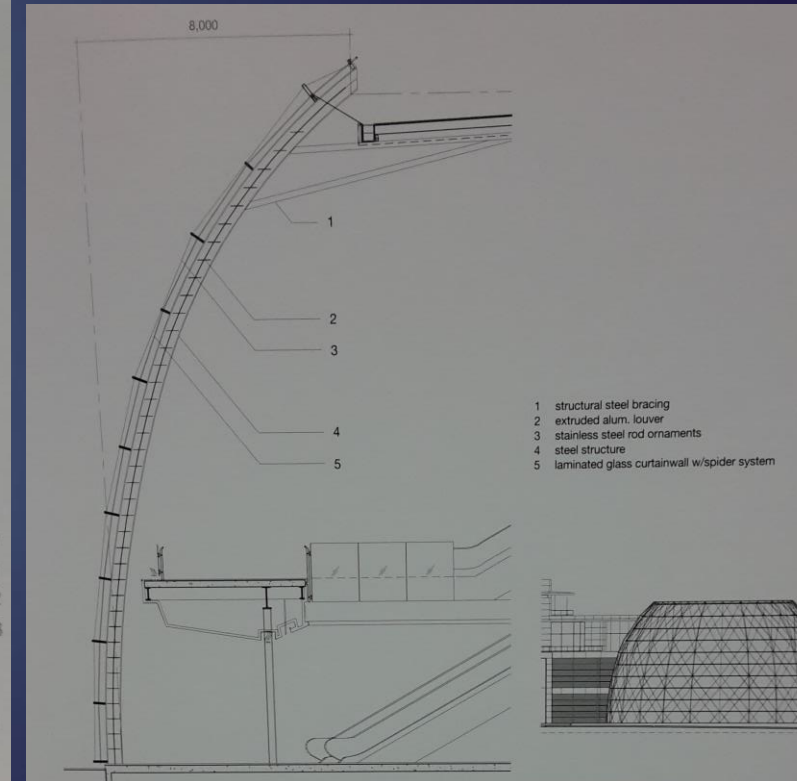 8,000
1
2
3
4
5
1 structural steel bracing
2 extruded alum. louver
3 stainless steel rod ornaments
4 steel structure
5 laminated glass curtainwall w/spider system